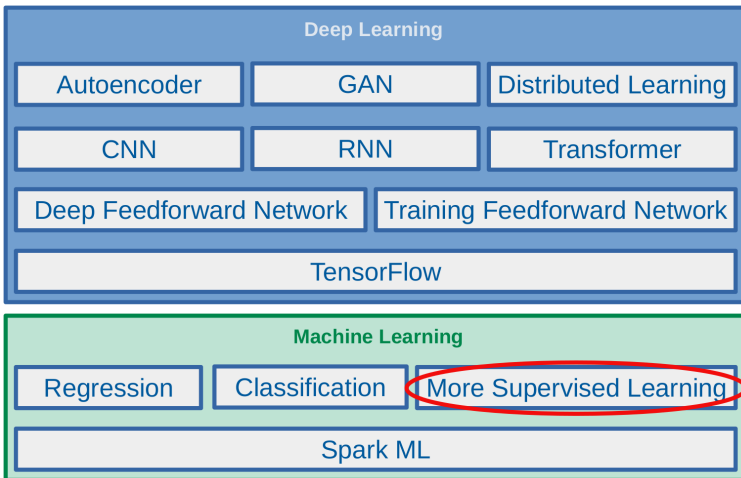 Deep Learning
Autoencoder
GAN
Distributed Learning
CNN
RNN
Transformer
Deep Feedforward Network
Training Feedforward Network
TensorFlow
Machine Learning
Regression
Classification
More Supervised Learning
Spark ML